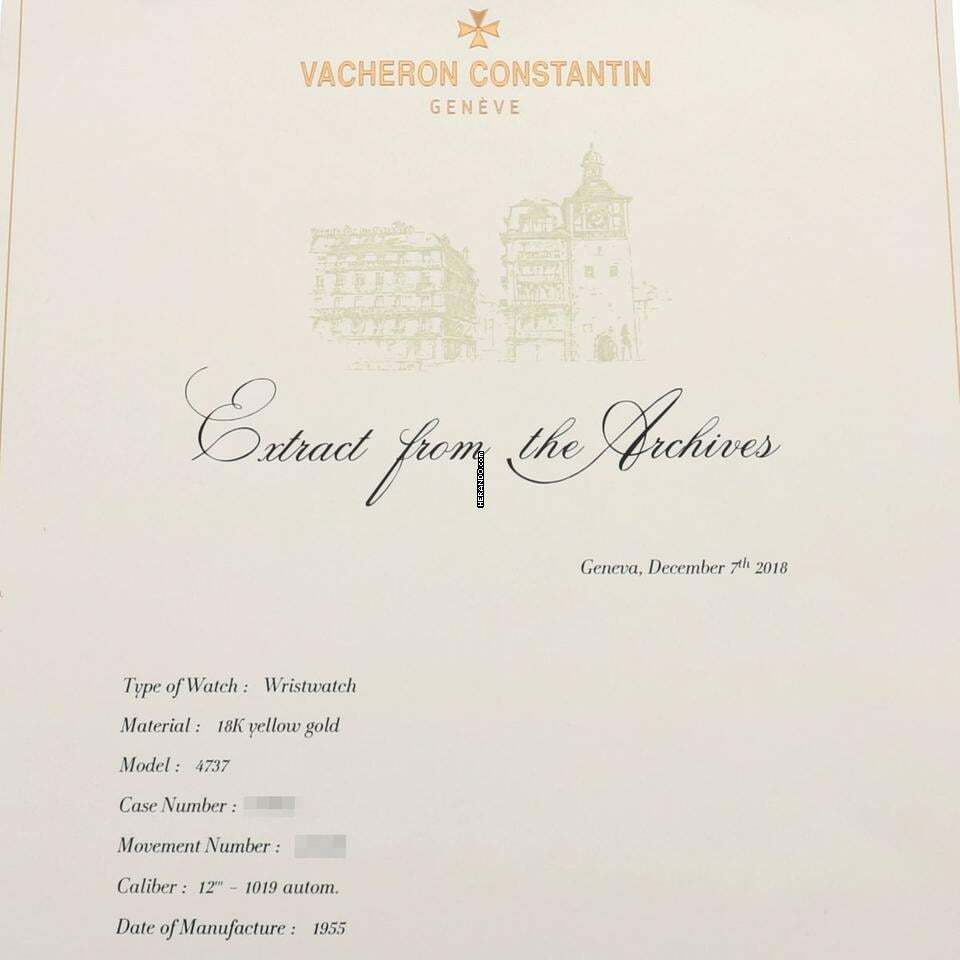 VACHERON CONSTANTIN
GENÈVE
Extract from the Archives
HERANDO.com
Geneva, December 7th 2018
Type of Watch : Wristwatch
Material : 18K yellow gold
Model : 4737
Case Number :
Movement Number :
Caliber : 12''' – 1019 autom.
Date of Manufacture : 1955